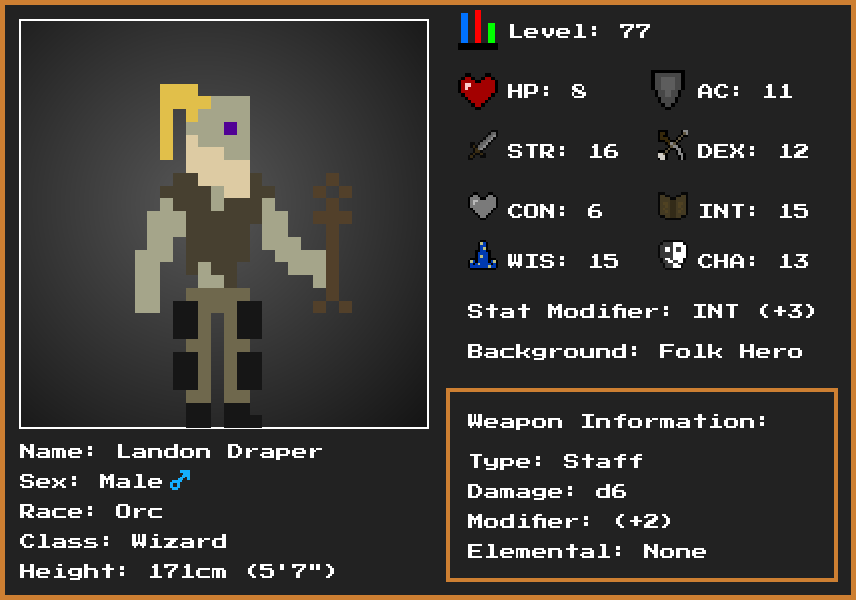 Level: 77
HP: 8
AC: 11
STR: 16
DEX: 12
CON: 6
INT: 15
WIS: 15
CHA: 13
Stat Modifier: INT (+3)
Background: Folk Hero
Weapon Information:
Type: Staff
Damage: d6
Modifier: (+2)
Elemental: None
Name: Landon Draper
Sex: Male♂
Race: Orc
Class: Wizard
Height: 171cm (5'7")